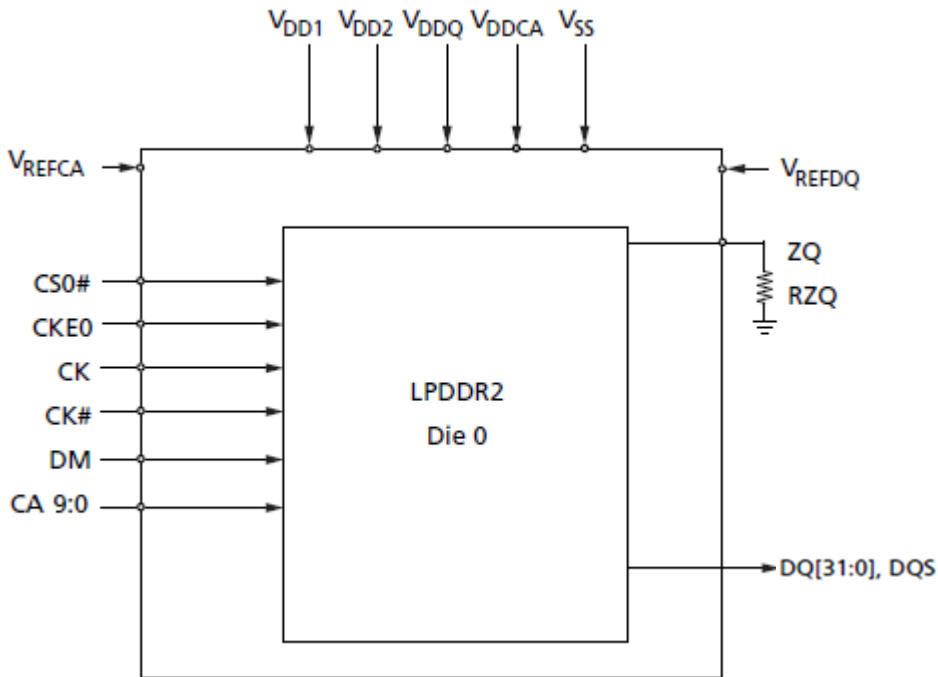 VDD1 VDD2 VDDQ VDDCA VSS
VREFCA
VREFDQ
ZQ
CS0#
RZQ
CKE0
CK
LPDDR2
CK#
Die 0
DM
CA 9:0
DQ[31:0], DQS